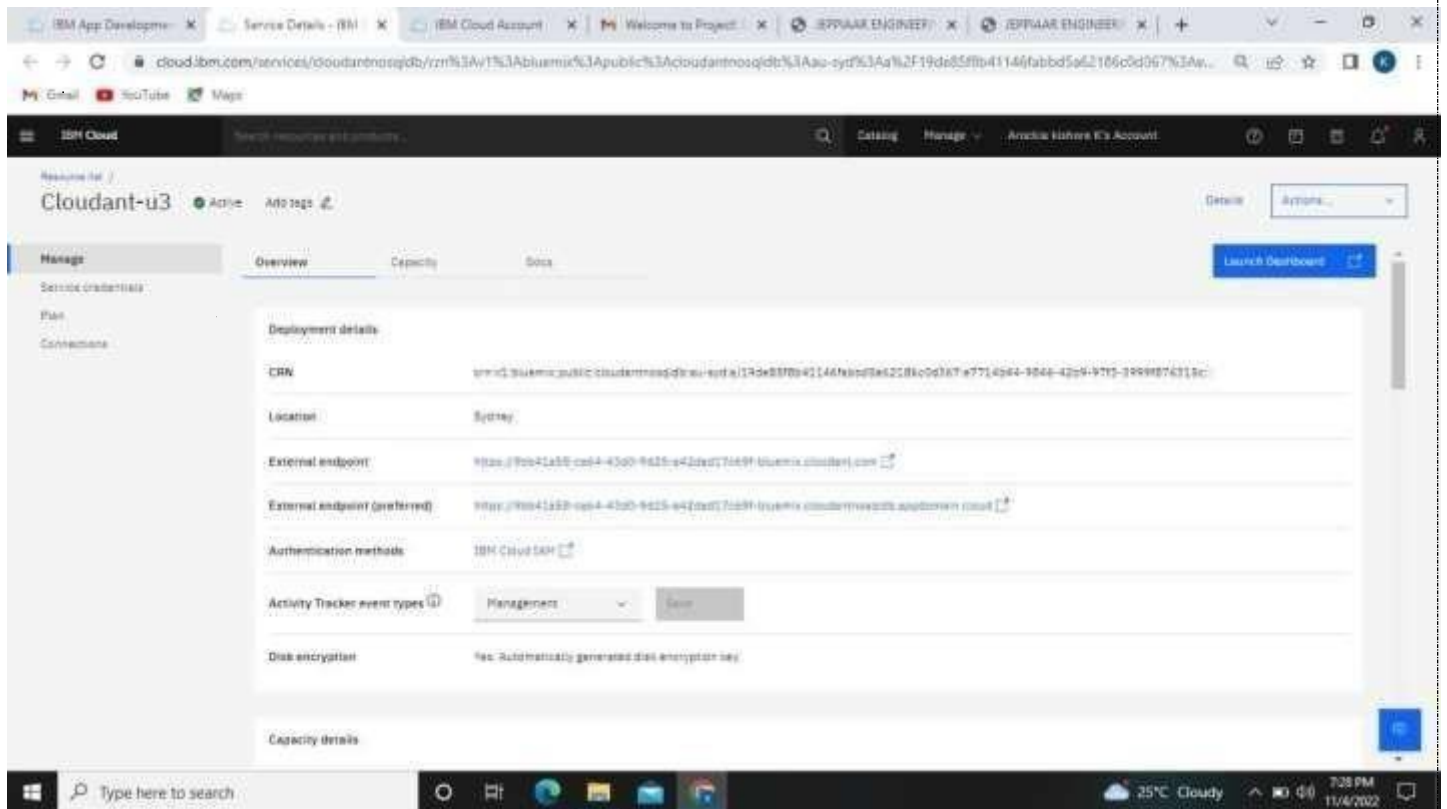 IBM App Developme
Service Details - IBM
IBM Cloud Account
Welcome to Project
JEPPIAAR ENGINEER
JEPPIAAR ENGINEER
Gmail
YouTube
Maps
IBM Cloud
Search resources and products...
Catalog
Manage
Resource list /
Cloudant-u3
Active
Add tags
Details
Actions...
Manage
Overview
Capacity
Docs
Launch Dashboard
Service credentials
Plan
Connections
Deployment details
CRN
Location
Sydney
External endpoint
External endpoint (preferred)
Authentication methods
IBM Cloud IAM
Activity Tracker event types
Management
Save
Disk encryption
Yes. Automatically generated disk encryption key
Capacity details
Type here to search
25°C Cloudy
7:28 PM
11/4/2022